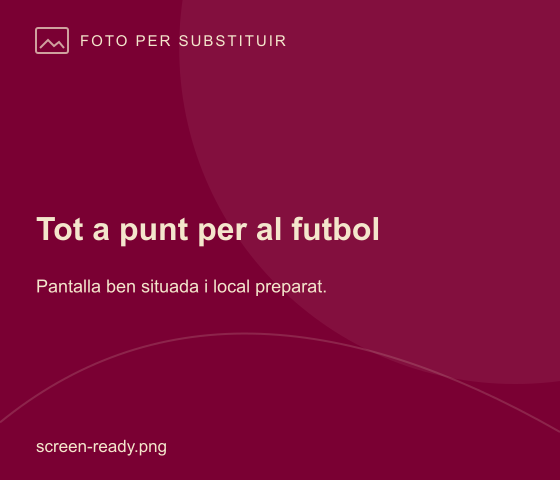 FOTO PER SUBSTITUIR
Tot a punt per al futbol
Pantalla ben situada i local preparat.
screen-ready.png